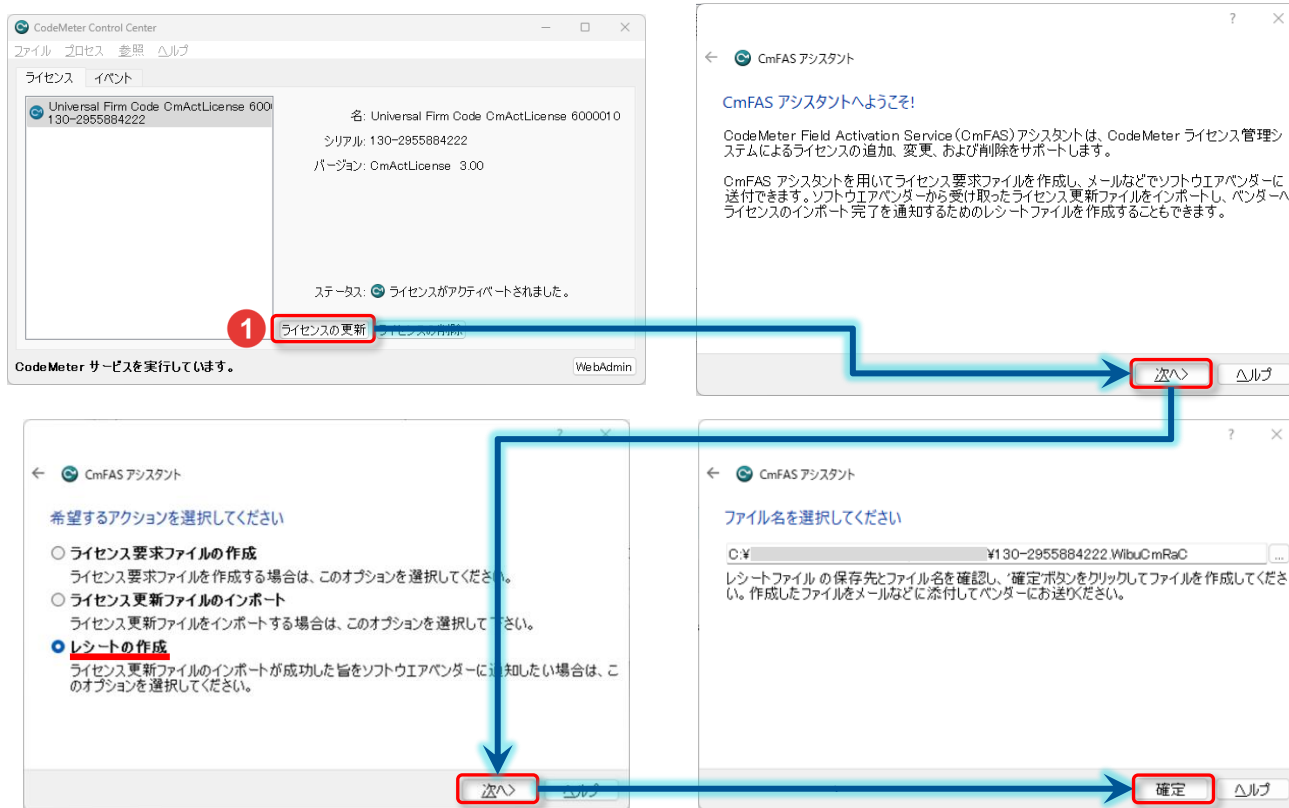 CodeMeter Control Center
ファイル プロセス 参照 ヘルプ
ライセンス イベント
Universal Firm Code CmActLicense 600
130-2955884222
名: Universal Firm Code CmActLicense 6000010
シリアル: 130-2955884222
バージョン: CmActLicense 3.00
ステータス: ライセンスがアクティベートされました。
1
ライセンスの更新 ライセンスの削除
CodeMeter サービスを実行しています。
WebAdmin
? ×
← CmFAS アシスタント
CmFAS アシスタントへようこそ!
CodeMeter Field Activation Service(CmFAS)アシスタントは、CodeMeter ライセンス管理シ
ステムによるライセンスの追加、変更、および削除をサポートします。
CmFAS アシスタントを用いてライセンス要求ファイルを作成し、メールなどでソフトウエアベンダーに
送付できます。ソフトウエアベンダーから受け取ったライセンス更新ファイルをインポートし、ベンダーへ
ライセンスのインポート完了を通知するためのレシートファイルを作成することもできます。
次へ> ヘルプ
? ×
← CmFAS アシスタント
希望するアクションを選択してください
ライセンス要求ファイルの作成
ライセンス要求ファイルを作成する場合は、このオプションを選択してください。
ライセンス更新ファイルのインポート
ライセンス更新ファイルをインポートする場合は、このオプションを選択して下さい。
レシートの作成
ライセンス更新ファイルのインポートが成功した旨をソフトウエアベンダーに通知したい場合は、こ
のオプションを選択してください。
次へ> ヘルプ
? ×
← CmFAS アシスタント
ファイル名を選択してください
C:¥ ¥130-2955884222.WibuCmRaC ...
レシートファイル の保存先とファイル名を確認し、'確定'ボタンをクリックしてファイルを作成してくださ
い。作成したファイルをメールなどに添付してベンダーにお送りください。
確定 ヘルプ